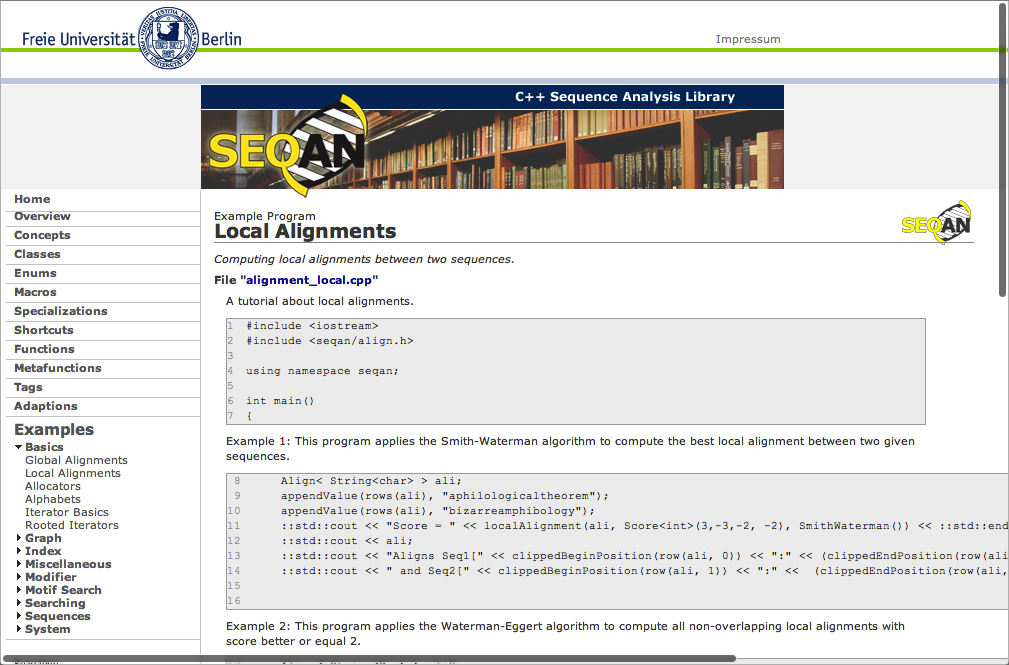 Freie Universität Berlin
Impressum
C++ Sequence Analysis Library
SEQAN
Home
Overview
Concepts
Classes
Enums
Macros
Specializations
Shortcuts
Functions
Metafunctions
Tags
Adaptions
Examples
Basics
Global Alignments
Local Alignments
Allocators
Alphabets
Iterator Basics
Rooted Iterators
Graph
Index
Miscellaneous
Modifier
Motif Search
Searching
Sequences
System
Example Program
Local Alignments
SEQAN
Computing local alignments between two sequences.
File "alignment_local.cpp"
A tutorial about local alignments.
1 #include <iostream>
2 #include <seqan/align.h>
3
4 using namespace seqan;
5
6 int main()
7 {
Example 1: This program applies the Smith-Waterman algorithm to compute the best local alignment between two given
sequences.
8 Align< String<char> > ali;
9 appendValue(rows(ali), "aphilologicaltheorem");
10 appendValue(rows(ali), "bizarreamphibology");
11 ::std::cout << "Score = " << localAlignment(ali, Score<int>(3,-3,-2, -2), SmithWaterman()) << ::std::end
12 ::std::cout << ali;
13 ::std::cout << "Aligns Seq1[" << clippedBeginPosition(row(ali, 0)) << ":" << (clippedEndPosition(row(ali
14 ::std::cout << " and Seq2[" << clippedBeginPosition(row(ali, 1)) << ":" << (clippedEndPosition(row(ali,
15
16
Example 2: This program applies the Waterman-Eggert algorithm to compute all non-overlapping local alignments with
score better or equal 2.